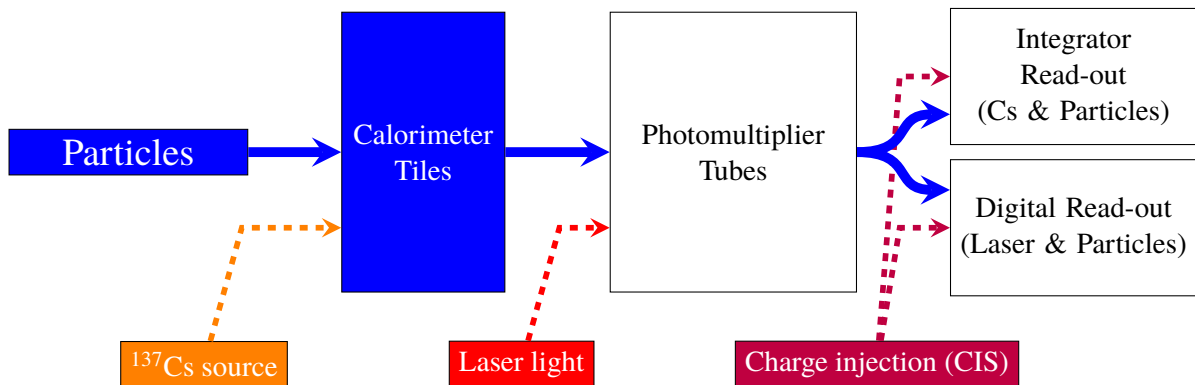 Particles
Calorimeter
Tiles
Photomultiplier
Tubes
Integrator
Read-out
(Cs & Particles)
Digital Read-out
(Laser & Particles)
¹³⁷Cs source
Laser light
Charge injection (CIS)